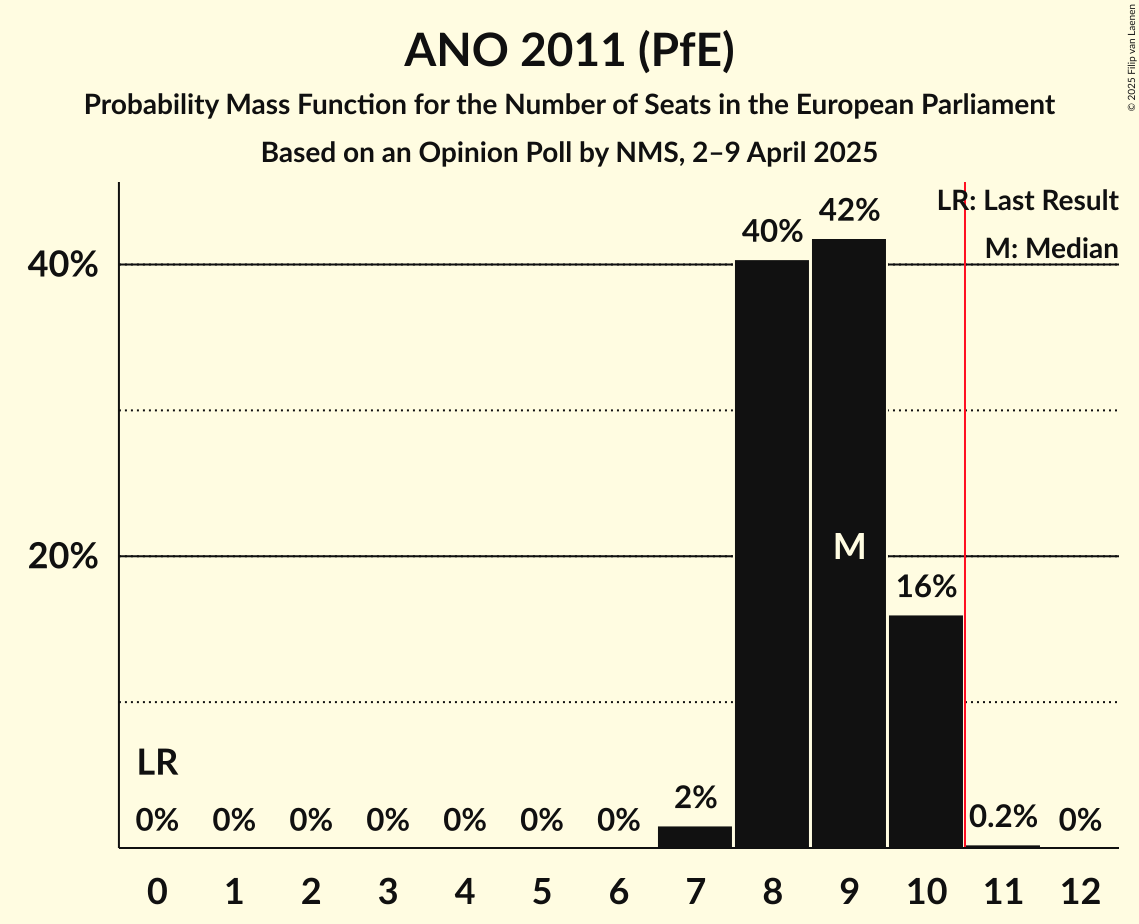 ANO 2011 (PfE)
Probability Mass Function for the Number of Seats in the European Parliament
Based on an Opinion Poll by NMS, 2–9 April 2025
© 2025 Filip van Laenen
LR: Last Result
M: Median
40%
20%
LR
0% 0% 0% 0% 0% 0% 0% 2% 40% 42% 16% 0.2% 0%
M
0 1 2 3 4 5 6 7 8 9 10 11 12